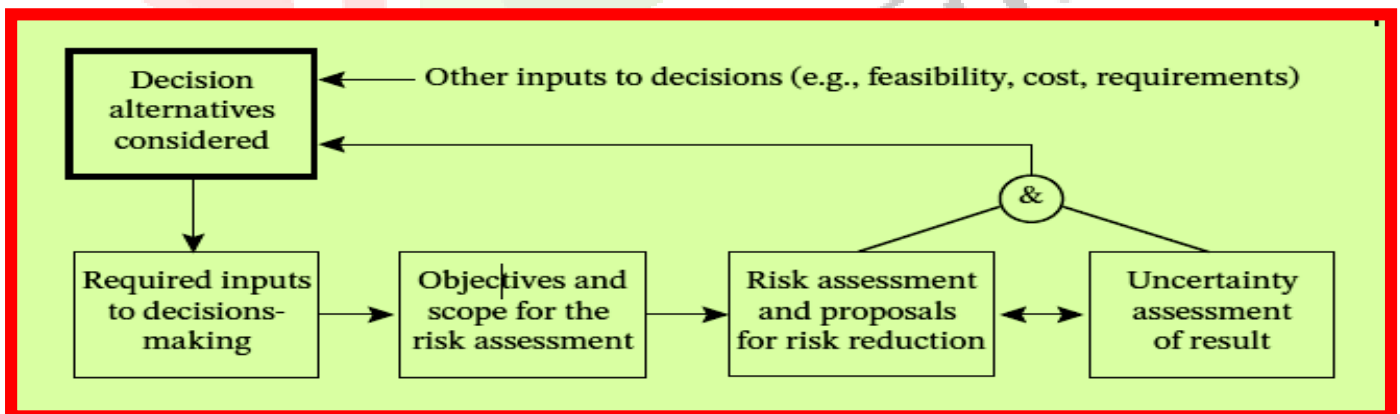 Decision
alternatives
considered
Other inputs to decisions (e.g., feasibility, cost, requirements)
&
Required inputs
to decisions-
making
Objectives and
scope for the
risk assessment
Risk assessment
and proposals
for risk reduction
Uncertainty
assessment
of result